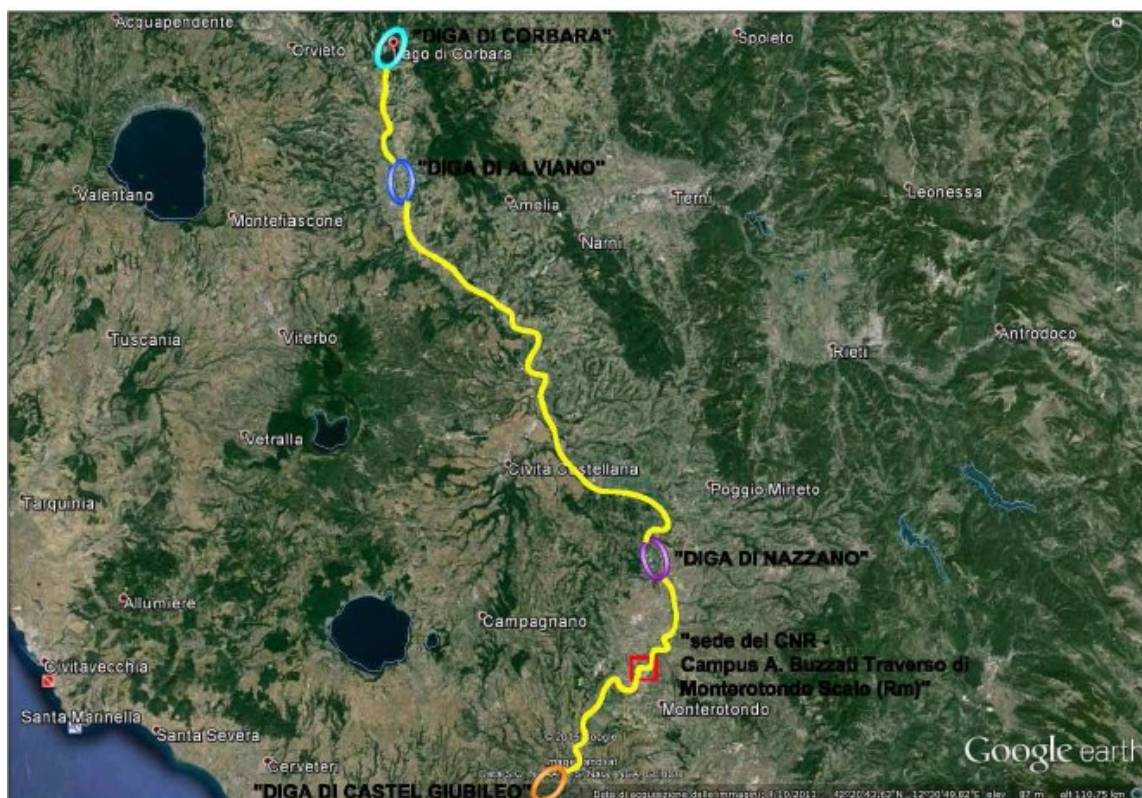 Acquapendente
"DIGA DI CORBARA"
Orvieto
Lago di Corbara
Spoleto
"DIGA DI ALVIANO"
Valentano
Montefiascone
Amelia
Terni
Leonessa
Narni
Tuscania
Viterbo
Rieti
Antrodoco
Vetralla
Civita Castellana
Poggio Mirteto
Tarquinia
"DIGA DI NAZZANO"
Allumiere
Campagnano
"sede del CNR -
Campus A. Buzzati Traverso di
Monterotondo Scalo (Rm)"
Civitavecchia
Monterotondo
Santa Marinella
Santa Severa
Cerveteri
Google earth
"DIGA DI CASTEL GIUBILEO"